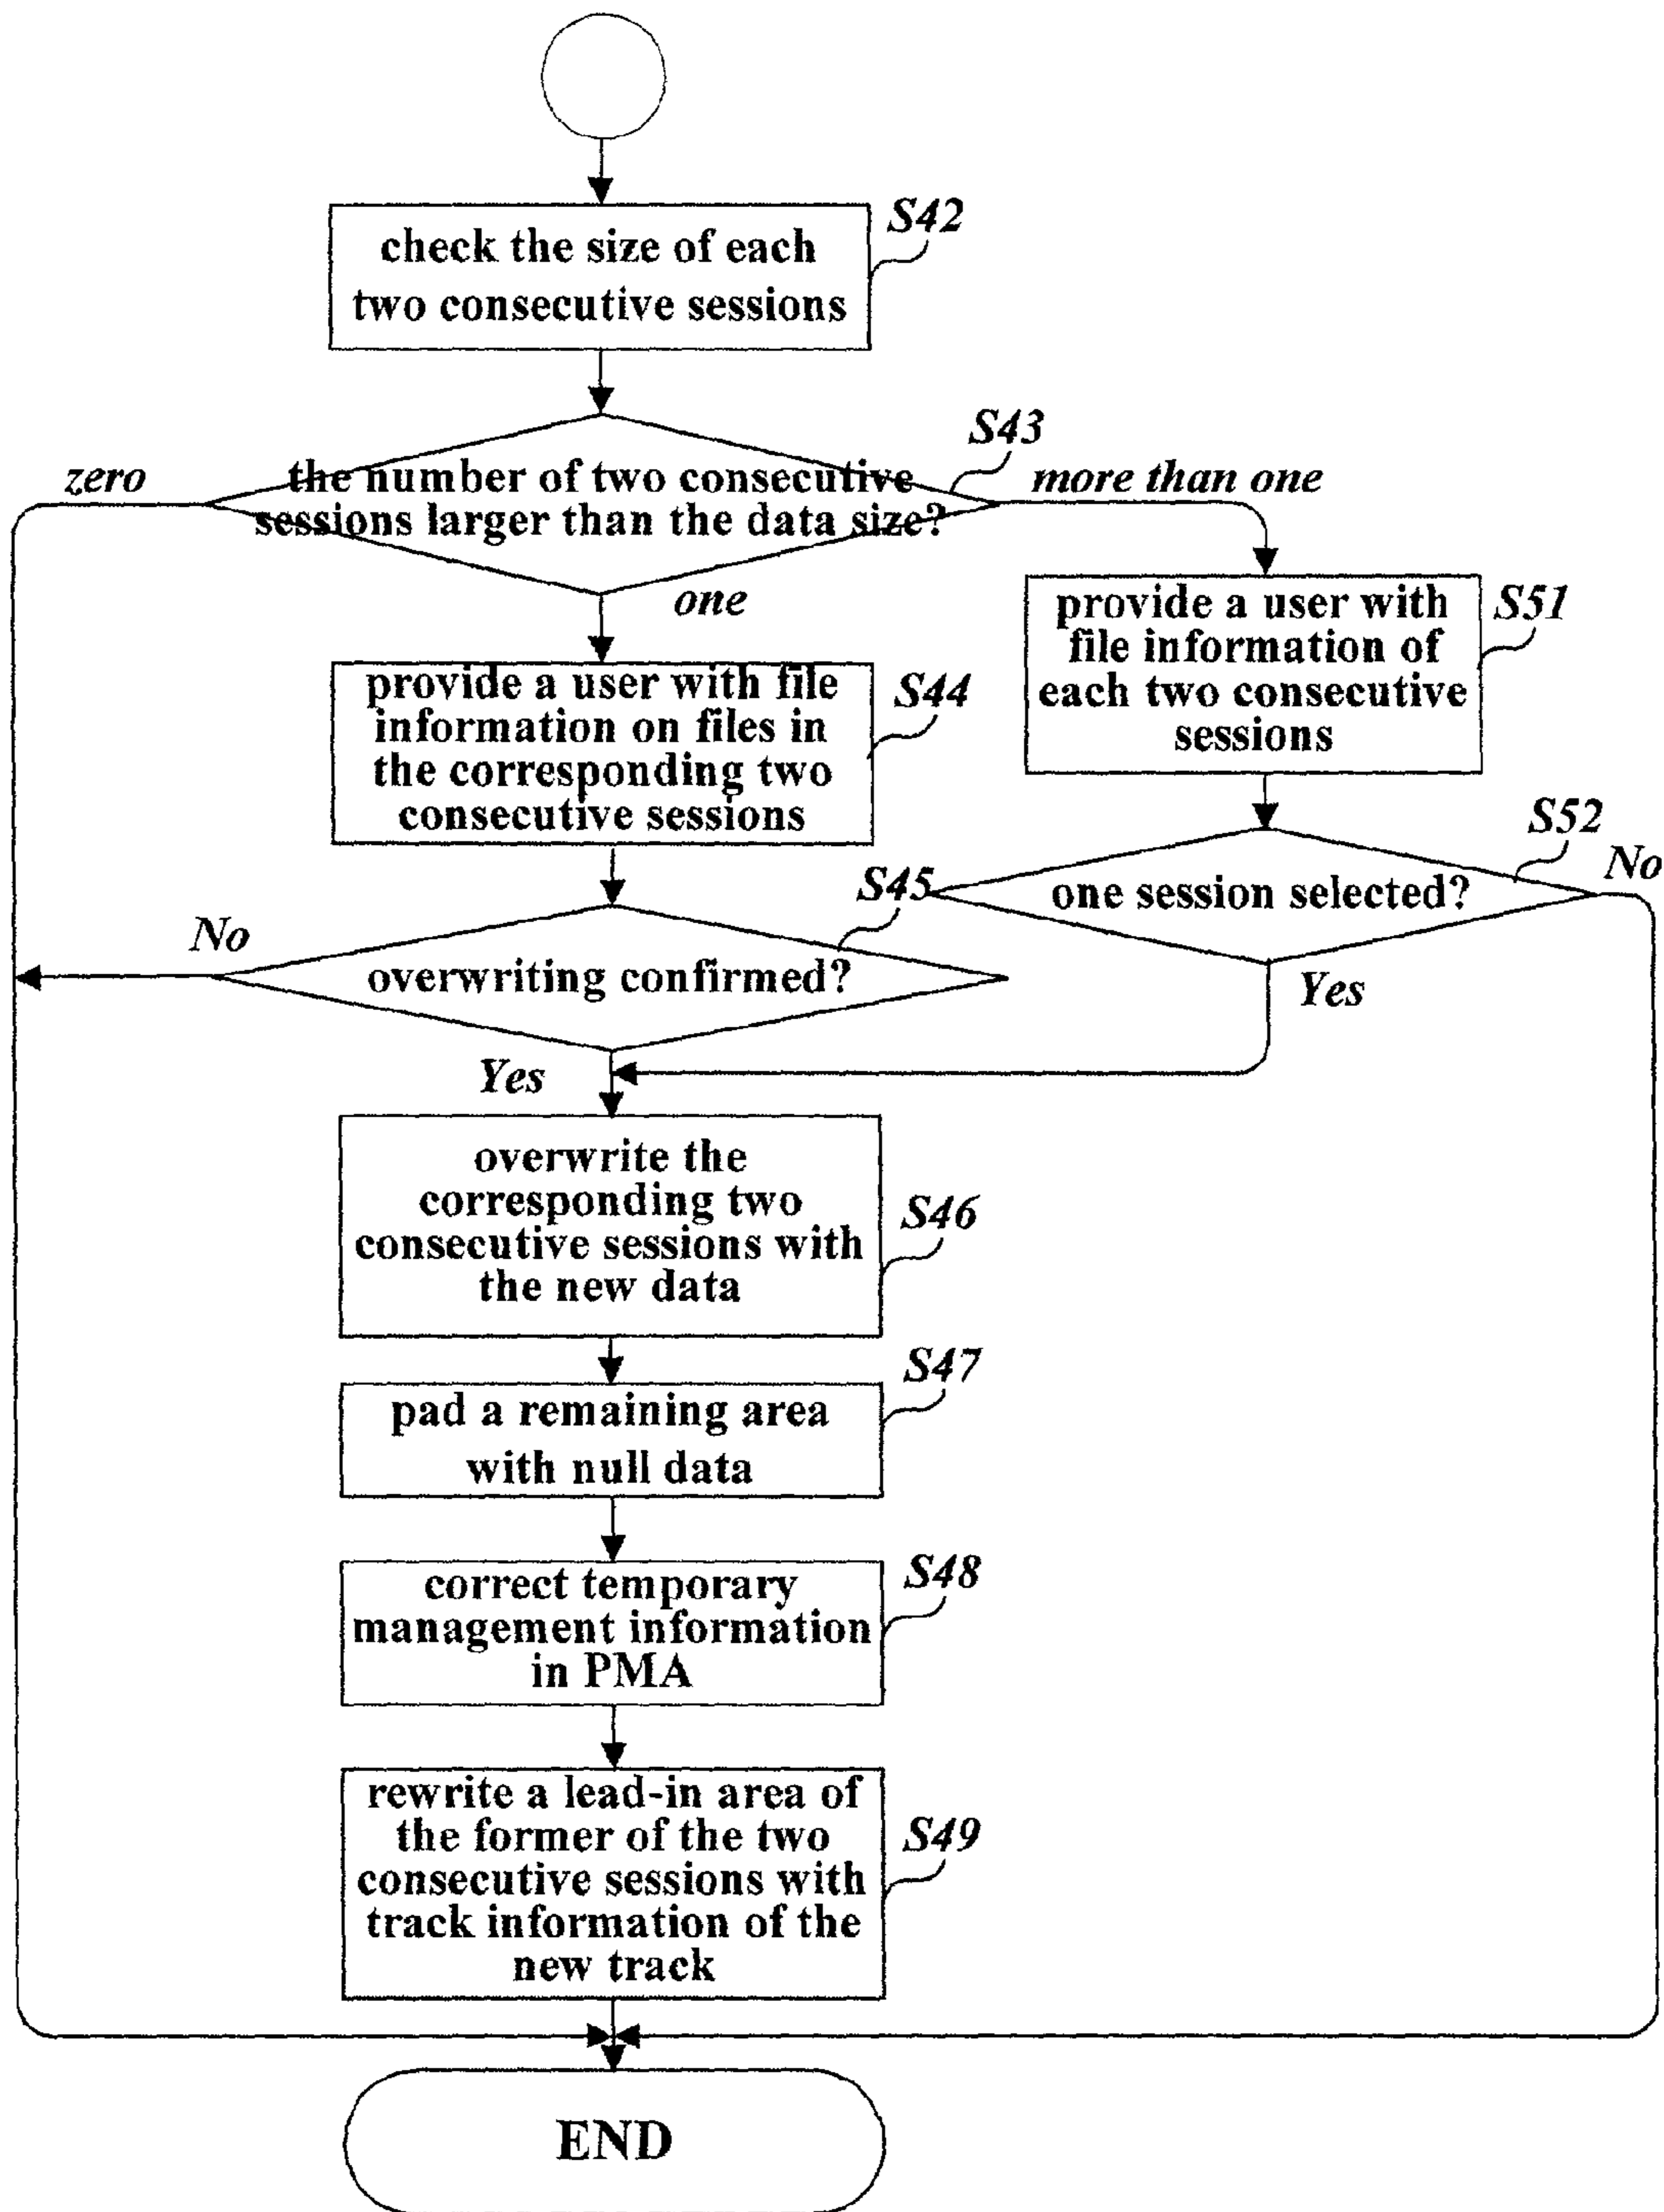 S42
check the size of each
two consecutive sessions
S43
zero
the number of two consecutive
sessions larger than the data size?
more than one
one
provide a user with file
information on files in
the corresponding two
consecutive sessions
S44
provide a user with
file information of
each two consecutive
sessions
S51
S52
one session selected?
No
Yes
S45
No
overwriting confirmed?
Yes
overwrite the
corresponding two
consecutive sessions with
the new data
S46
S47
pad a remaining area
with null data
S48
correct temporary
management information
in PMA
rewrite a lead-in area of
the former of the two
consecutive sessions with
track information of the
new track
S49
END